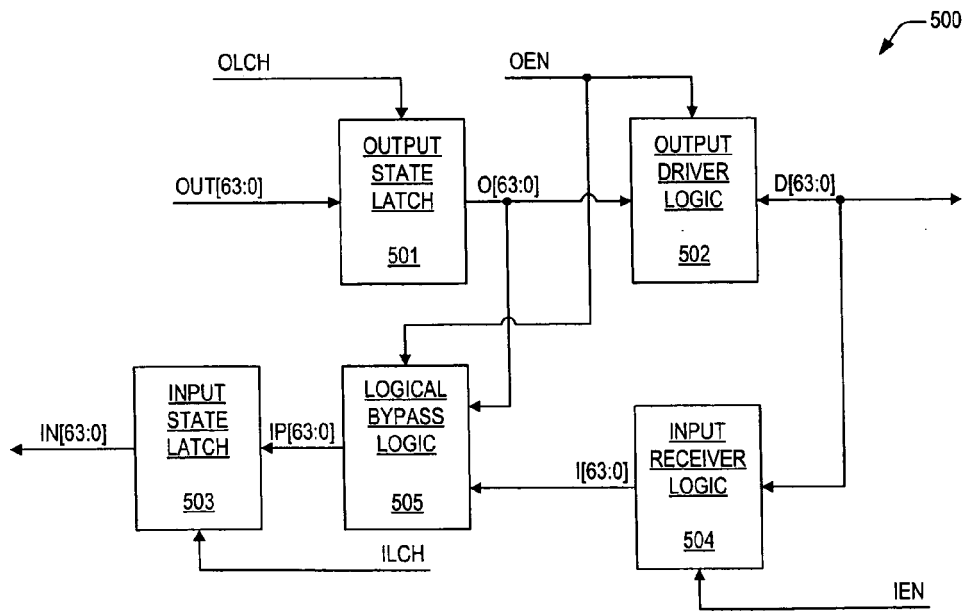 500
OLCH
OEN
OUTPUT
STATE
LATCH
501
OUT[63:0]
O[63:0]
OUTPUT
DRIVER
LOGIC
502
D[63:0]
INPUT
STATE
LATCH
503
IN[63:0]
IP[63:0]
LOGICAL
BYPASS
LOGIC
505
I[63:0]
INPUT
RECEIVER
LOGIC
504
ILCH
IEN